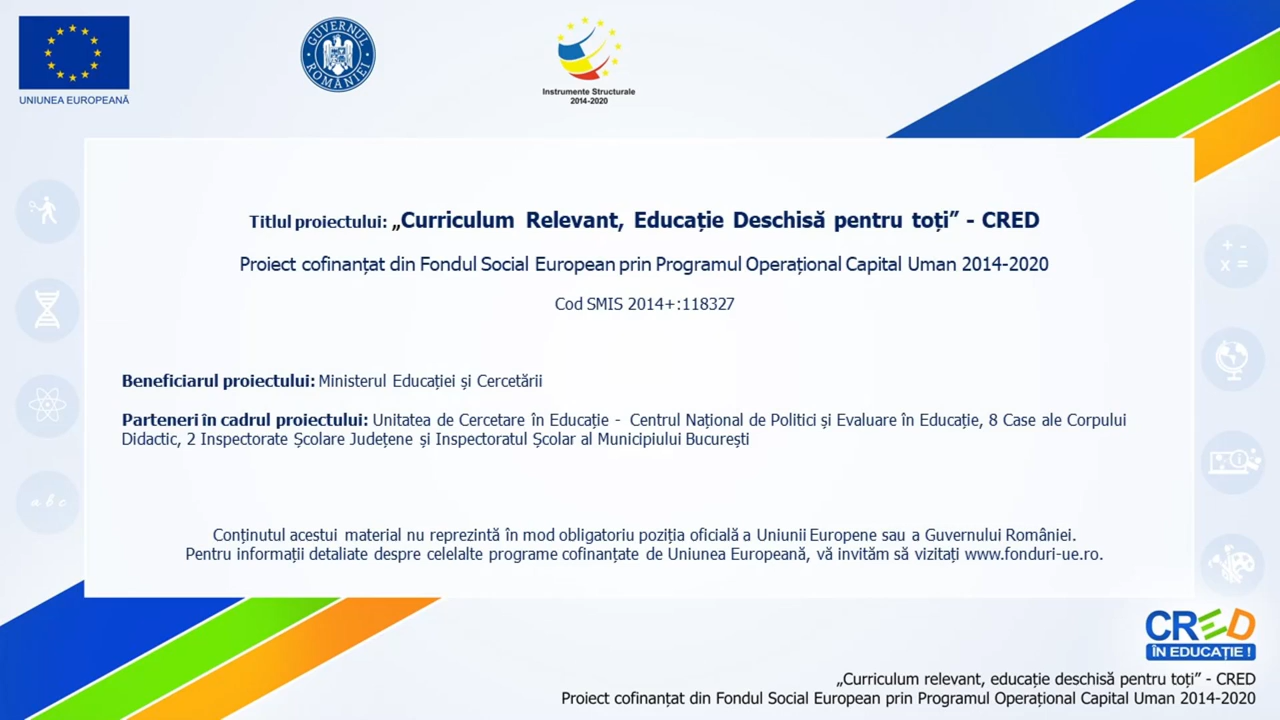 UNIUNEA EUROPEANĂ
GUVERNUL ROMÂNIEI
Instrumente Structurale
2014-2020
Titlul proiectului: „Curriculum Relevant, Educație Deschisă pentru toți” - CRED
Proiect cofinanțat din Fondul Social European prin Programul Operațional Capital Uman 2014-2020
Cod SMIS 2014+:118327
Beneficiarul proiectului: Ministerul Educației și Cercetării
Parteneri în cadrul proiectului: Unitatea de Cercetare în Educație - Centrul Național de Politici și Evaluare în Educație, 8 Case ale Corpului
Didactic, 2 Inspectorate Școlare Județene și Inspectoratul Școlar al Municipiului București
Conținutul acestui material nu reprezintă în mod obligatoriu poziția oficială a Uniunii Europene sau a Guvernului României.
Pentru informații detaliate despre celelalte programe cofinanțate de Uniunea Europeană, vă invităm să vizitați www.fonduri-ue.ro.
+ -
x =
a b c
CRED
ÎN EDUCAȚIE !
„Curriculum relevant, educație deschisă pentru toți” - CRED
Proiect cofinanțat din Fondul Social European prin Programul Operațional Capital Uman 2014-2020